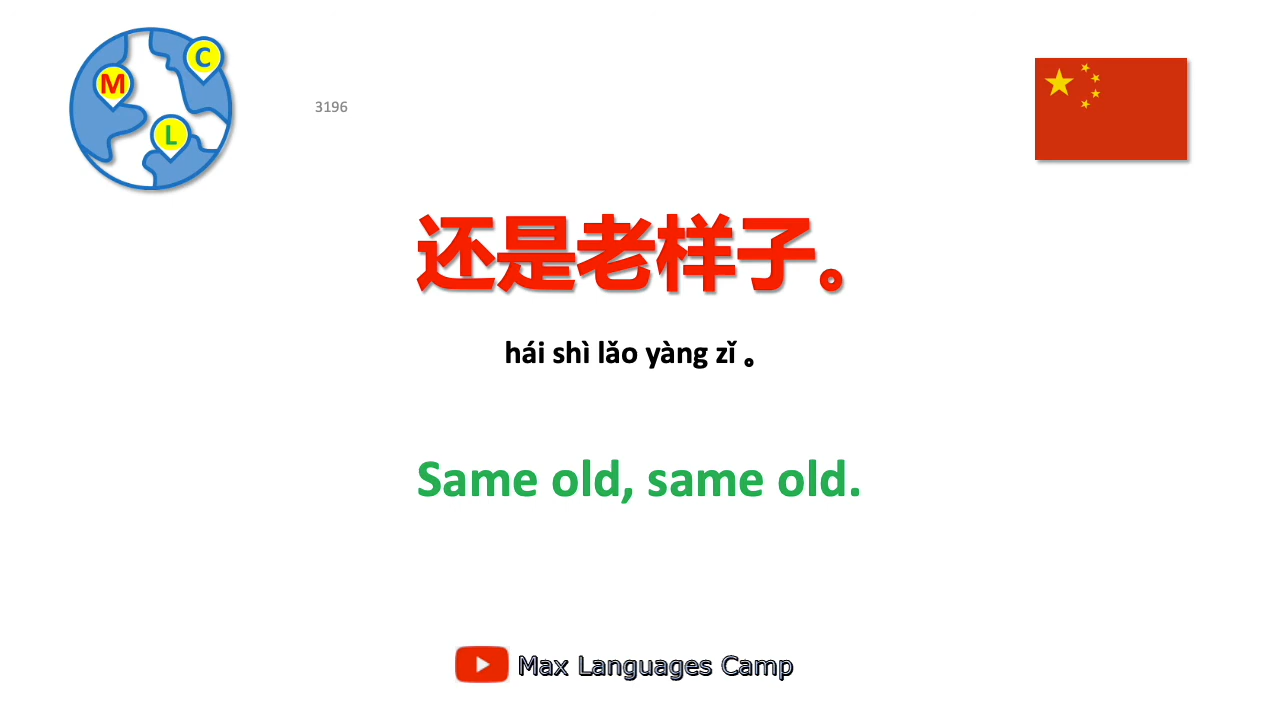 C
M
L
3196
还是老样子。
hái shì lǎo yàng zǐ 。
Same old, same old.
Max Languages Camp